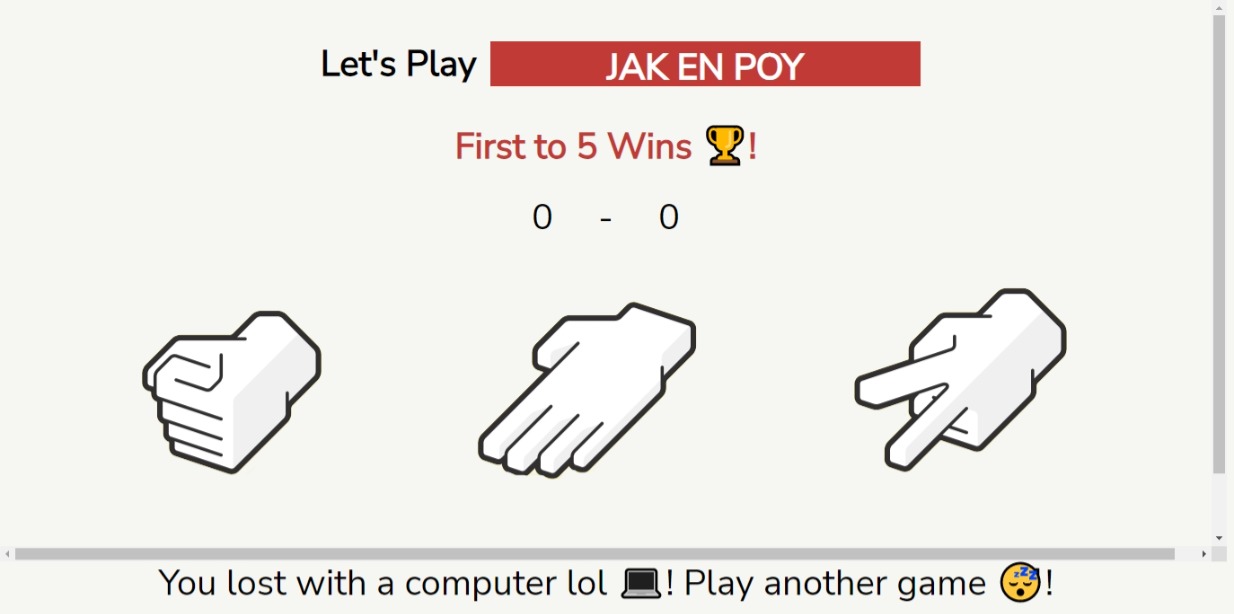 Let's Play JAK EN POY
First to 5 Wins 🏆!
0 - 0
You lost with a computer lol 💻! Play another game 😴!